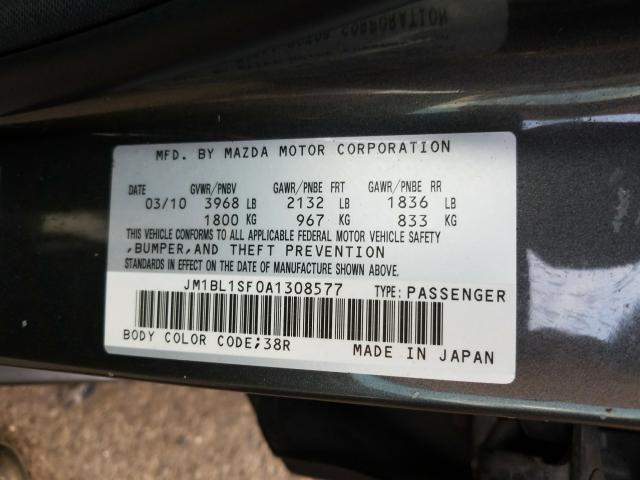 MFD. BY MAZDA MOTOR CORPORATION
DATE GVWR/PNBV GAWR/PNBE FRT GAWR/PNBE RR
03/10 3968 LB 2132 LB 1836 LB
1800 KG 967 KG 833 KG
THIS VEHICLE CONFORMS TO ALL APPLICABLE FEDERAL MOTOR VEHICLE SAFETY
,BUMPER,AND THEFT PREVENTION
STANDARDS IN EFFECT ON THE DATE OF MANUFACTURE SHOWN ABOVE.
JM1BL1SF0A1308577 TYPE: PASSENGER
BODY COLOR CODE;38R MADE IN JAPAN